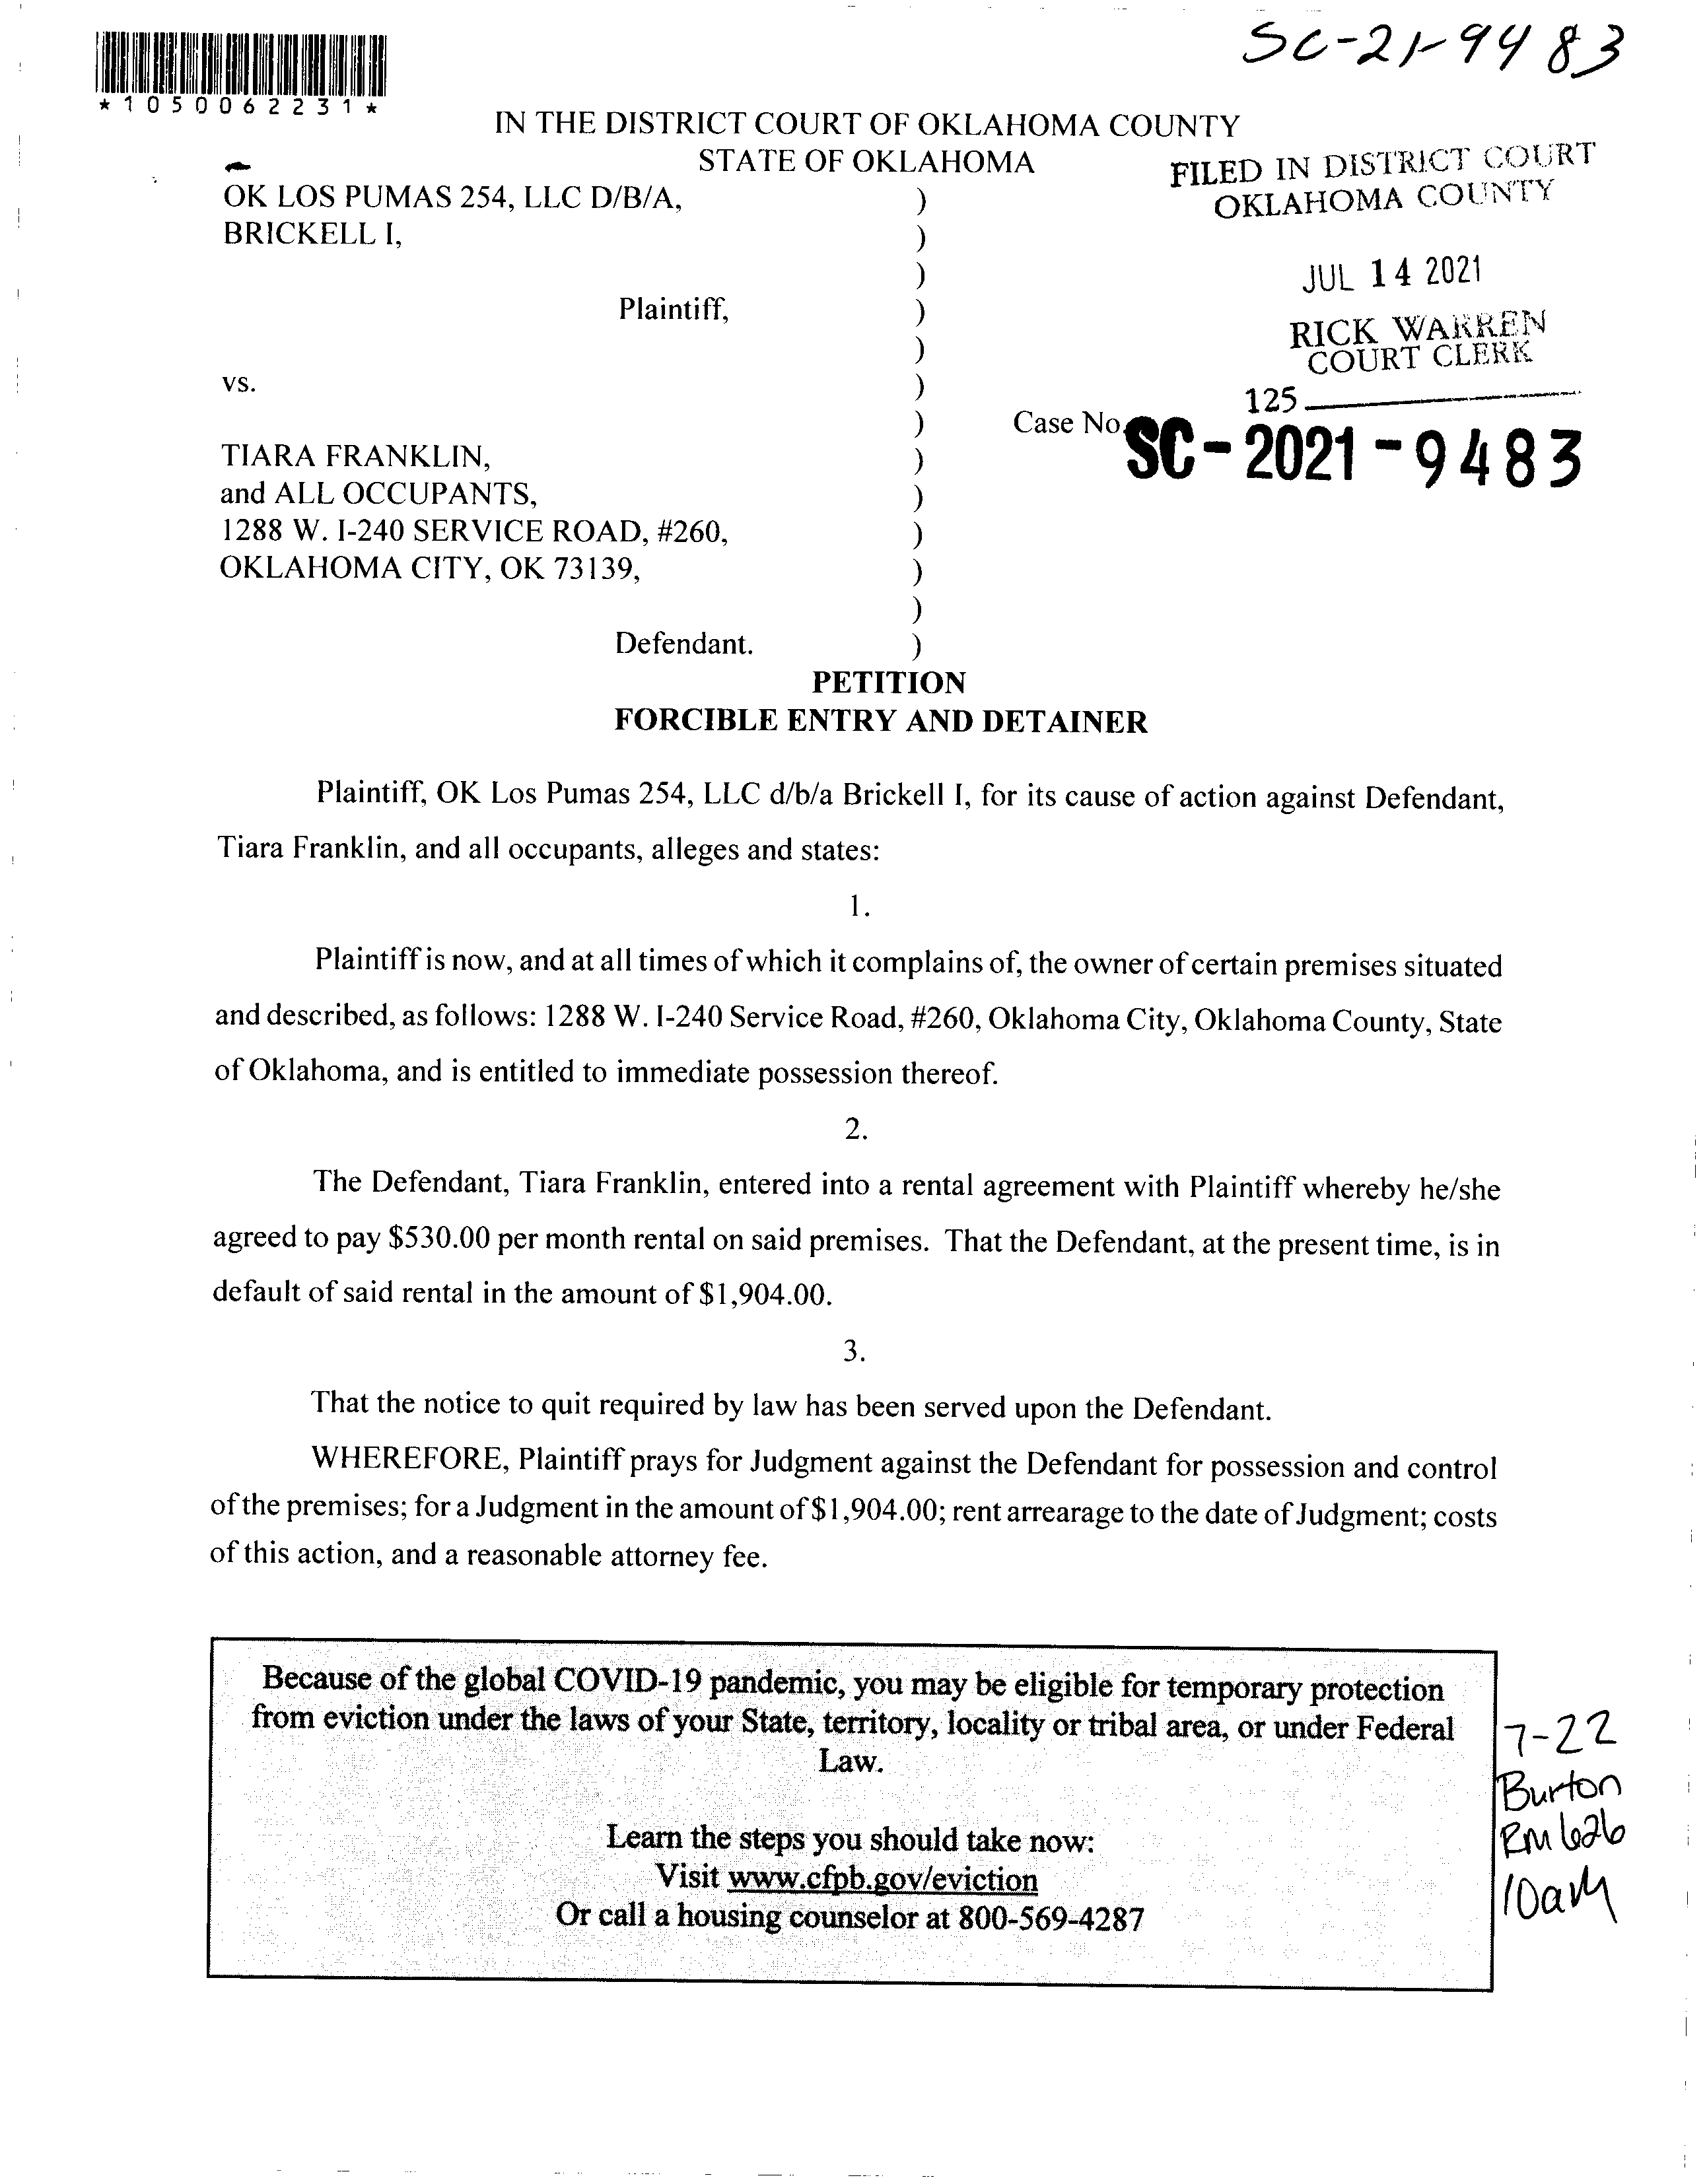 SC-21-9483
*1050062231*
IN THE DISTRICT COURT OF OKLAHOMA COUNTY
STATE OF OKLAHOMA
FILED IN DISTRICT COURT
OKLAHOMA COUNTY
JUL 14 2021
RICK WARREN
COURT CLERK
125
OK LOS PUMAS 254, LLC D/B/A, )
BRICKELL I, )
)
Plaintiff, )
)
vs. )
) Case No. SC-2021-9483
TIARA FRANKLIN, )
and ALL OCCUPANTS, )
1288 W. I-240 SERVICE ROAD, #260, )
OKLAHOMA CITY, OK 73139, )
)
Defendant. )
PETITION
FORCIBLE ENTRY AND DETAINER
Plaintiff, OK Los Pumas 254, LLC d/b/a Brickell I, for its cause of action against Defendant,
Tiara Franklin, and all occupants, alleges and states:
1.
Plaintiff is now, and at all times of which it complains of, the owner of certain premises situated
and described, as follows: 1288 W. I-240 Service Road, #260, Oklahoma City, Oklahoma County, State
of Oklahoma, and is entitled to immediate possession thereof.
2.
The Defendant, Tiara Franklin, entered into a rental agreement with Plaintiff whereby he/she
agreed to pay $530.00 per month rental on said premises. That the Defendant, at the present time, is in
default of said rental in the amount of $1,904.00.
3.
That the notice to quit required by law has been served upon the Defendant.
WHEREFORE, Plaintiff prays for Judgment against the Defendant for possession and control
of the premises; for a Judgment in the amount of $1,904.00; rent arrearage to the date of Judgment; costs
of this action, and a reasonable attorney fee.
Because of the global COVID-19 pandemic, you may be eligible for temporary protection
from eviction under the laws of your State, territory, locality or tribal area, or under Federal
Law.
Learn the steps you should take now:
Visit www.cfpb.gov/eviction
Or call a housing counselor at 800-569-4287
7-22
Burton
RM 626
10am